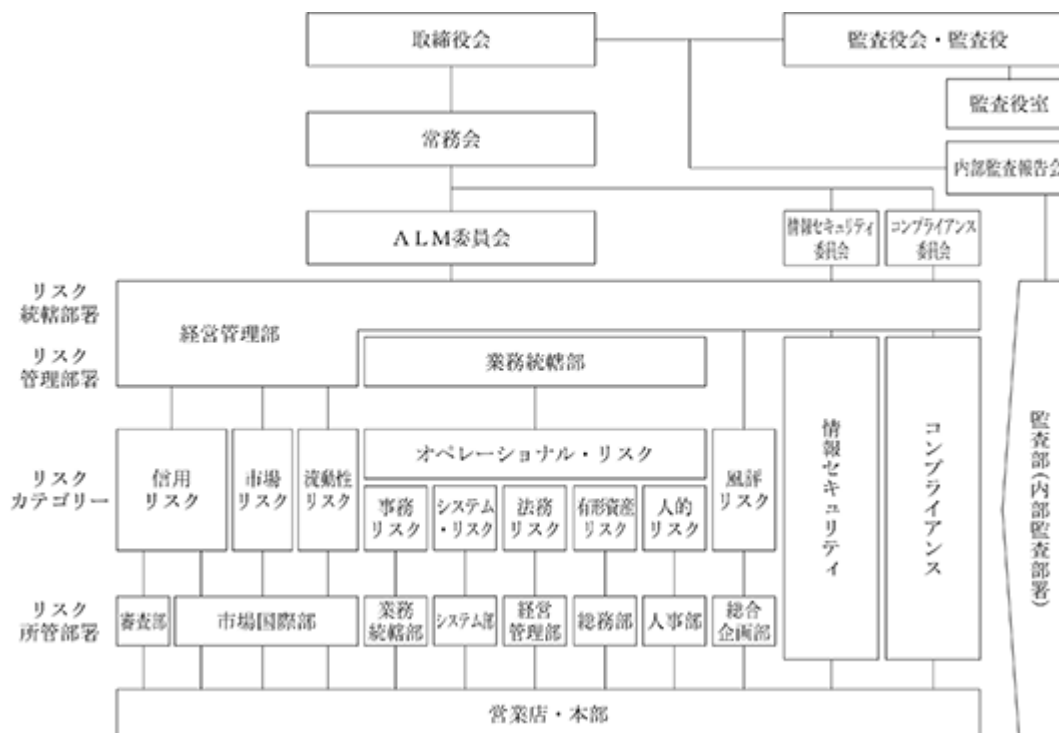 取締役会
監査役会・監査役
監査役室
常務会
内部監査報告会
ALM委員会
情報セキュリティ
委員会
コンプライアンス
委員会
リスク
統轄部署
経営管理部
リスク
管理部署
業務統轄部
リスク
カテゴリー
信用
リスク
市場
リスク
流動性
リスク
オペレーショナル・リスク
事務
リスク
システム
・リスク
法務
リスク
有形資産
リスク
人的
リスク
風評
リスク
情報セキュリティ
コンプライアンス
監査部(内部監査部署)
リスク
所管部署
審査部
市場国際部
業務
統轄部
システム部
経営
管理部
総務部
人事部
総合
企画部
営業店・本部